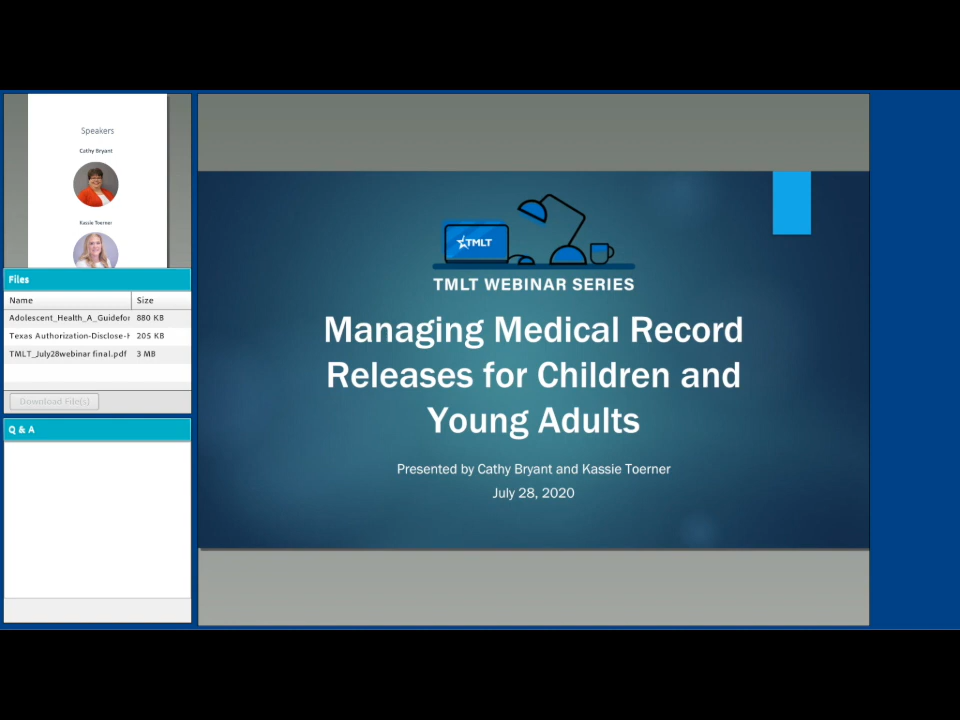 Speakers
Cathy Bryant
Kassie Toerner
Files
Name Size
Adolescent_Health_A_Guidefor 880 KB
Texas Authorization-Disclose-H 205 KB
TMLT_July28webinar final.pdf 3 MB
Download File(s)
Q & A
TMLT
TMLT WEBINAR SERIES
Managing Medical Record
Releases for Children and
Young Adults
Presented by Cathy Bryant and Kassie Toerner
July 28, 2020